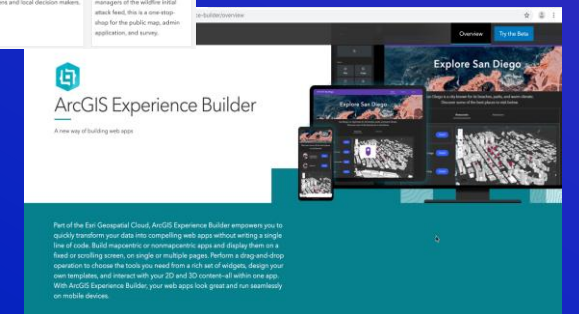 ns and local decision makers.
managers of the wildfire initial
attack feed, this is a one-stop-
shop for the public map, admin
application, and survey.
ce-builder/overview
Overview
Try the Beta
ArcGIS Experience Builder
A new way of building web apps
Explore San Diego
Explore San Diego
Part of the Esri Geospatial Cloud, ArcGIS Experience Builder empowers you to
quickly transform your data into compelling web apps without writing a single
line of code. Build mapcentric or nonmapcentric apps and display them on a
fixed or scrolling screen, on single or multiple pages. Perform a drag-and-drop
operation to choose the tools you need from a rich set of widgets, design your
own templates, and interact with your 2D and 3D content—all within one app.
With ArcGIS Experience Builder, your web apps look great and run seamlessly
on mobile devices.